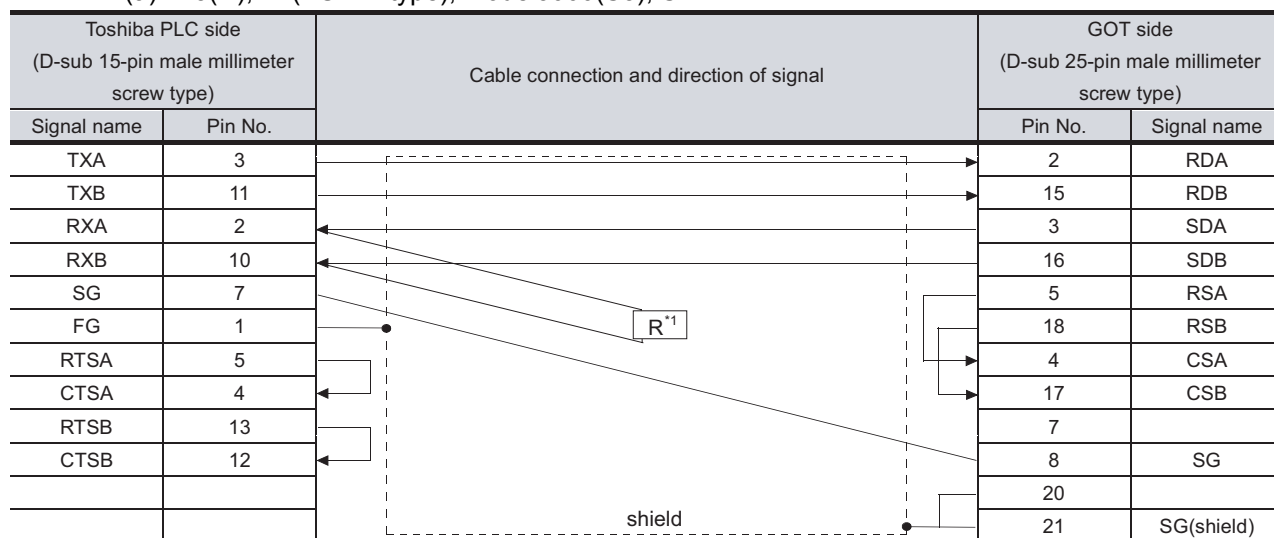 Toshiba PLC side
(D-sub 15-pin male millimeter
screw type)
Cable connection and direction of signal
GOT side
(D-sub 25-pin male millimeter
screw type)
Signal name Pin No. Pin No. Signal name
TXA 3 2 RDA
TXB 11 15 RDB
RXA 2 3 SDA
RXB 10 16 SDB
SG 7 5 RSA
FG 1 R*1 18 RSB
RTSA 5 4 CSA
CTSA 4 17 CSB
RTSB 13 7
CTSB 12 8 SG
20
shield 21 SG(shield)